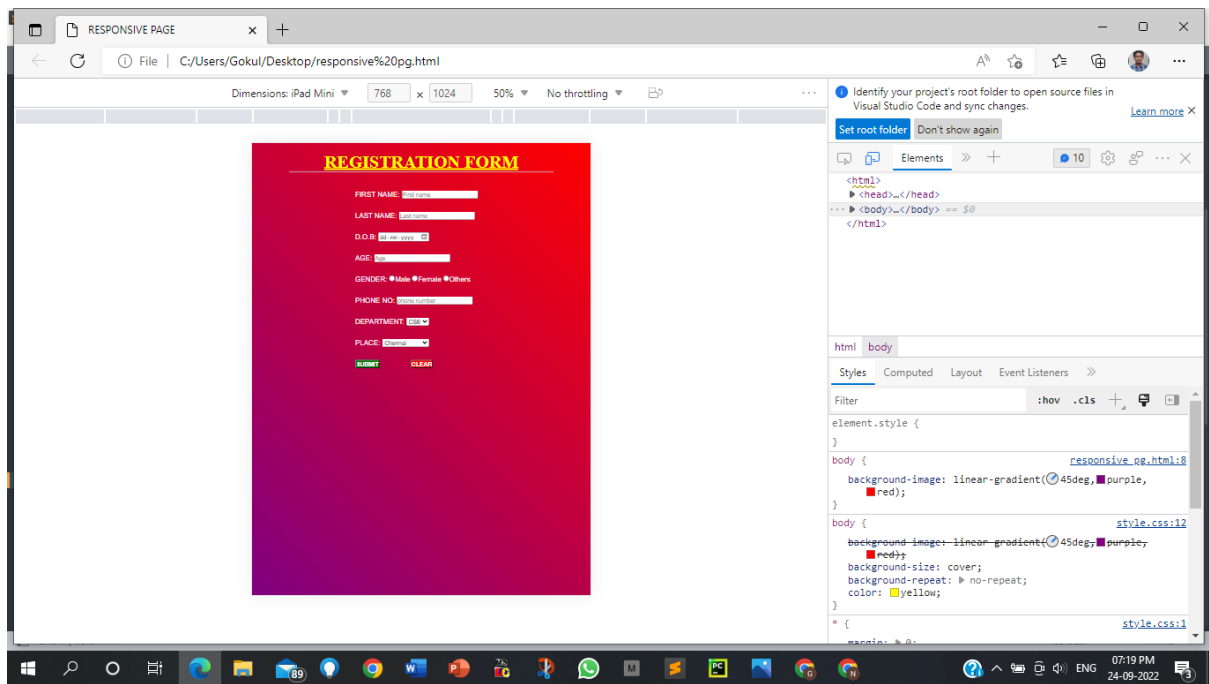 RESPONSIVE PAGE
File | C:/Users/Gokul/Desktop/responsive%20pg.html
Dimensions: iPad Mini 768 x 1024 50% No throttling
Identify your project's root folder to open source files in
Visual Studio Code and sync changes.
Learn more
Set root folder Don't show again
Elements 10
<html>
<head>…</head>
<body>…</body> == $0
</html>
REGISTRATION FORM
FIRST NAME: First name
LAST NAME: Last name
D.O.B: dd-mm-yyyy
AGE: Age
GENDER: Male Female Others
PHONE NO: phone number
DEPARTMENT: CSE
PLACE: Chennai
SUBMIT CLEAR
html body
Styles Computed Layout Event Listeners
Filter :hov .cls
element.style {
}
body { responsive pg.html:8
background-image: linear-gradient(45deg,purple,
red);
}
body { style.css:12
background-image: linear-gradient(45deg,purple,
red);
background-size: cover;
background-repeat: no-repeat;
color: yellow;
}
* { style.css:1
margin: 0;
89
ENG 07:19 PM
24-09-2022 3